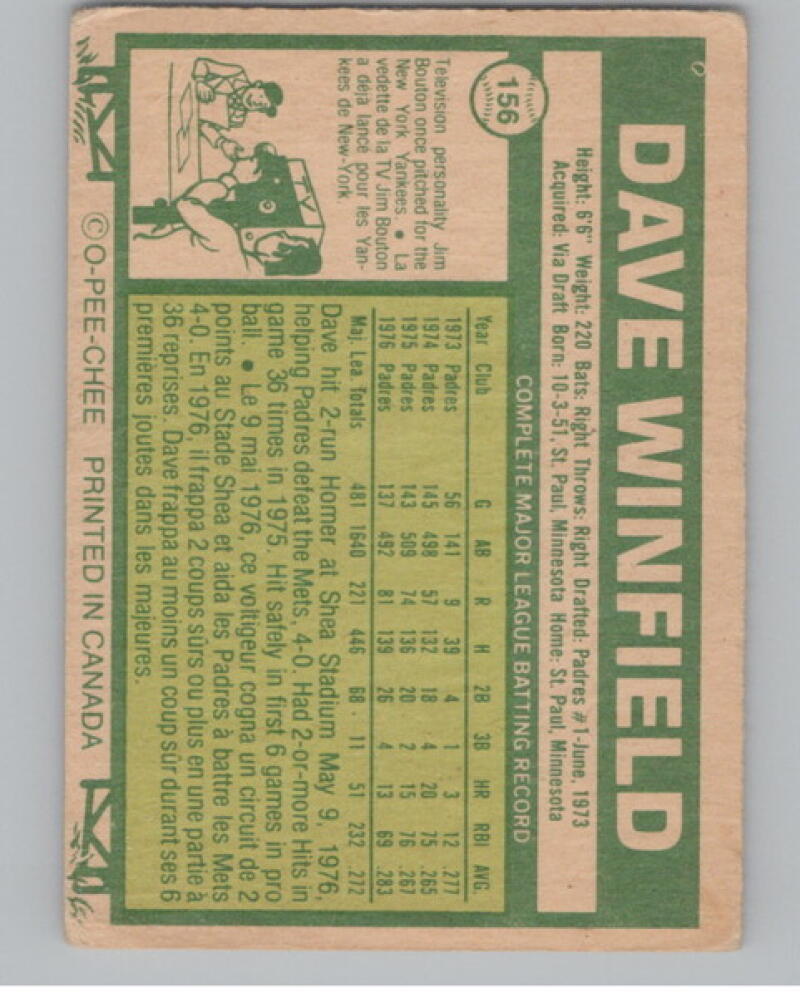 DAVE WINFIELD
Height: 6'6" Weight: 220 Bats: Right Throws: Right Drafted: Padres #1-June, 1973
Acquired: Via Draft Born: 10-3-51, St. Paul, Minnesota Home: St. Paul, Minnesota
156
Television personality Jim
Bouton once pitched for the
New York Yankees. ● La
vedette de la TV Jim Bouton
a déjà lancé pour les Yan-
kees de New-York.
TV
COMPLETE MAJOR LEAGUE BATTING RECORD
Year Club G AB R H 2B 3B HR RBI AVG.
1973 Padres 56 141 9 39 4 1 3 12 .277
1974 Padres 145 498 57 132 18 4 20 75 .265
1975 Padres 143 509 74 136 20 2 15 76 .267
1976 Padres 137 492 81 139 26 4 13 69 .283
Maj. Lea. Totals 481 1640 221 446 68 11 51 232 .272
Dave hit 2-run Homer at Shea Stadium May 9, 1976,
helping Padres defeat the Mets, 4-0. Had 2-or-more Hits in
game 36 times in 1975. Hit safely in first 6 games in pro
ball. ● Le 9 mai 1976, ce voltigeur cogna un circuit de 2
points au Stade Shea et aida les Padres à battre les Mets
4-0. En 1976, il frappa 2 coups sûrs ou plus en une partie à
36 reprises. Dave frappa au moins un coup sûr durant ses 6
premières joutes dans les majeures.
©O-PEE-CHEE PRINTED IN CANADA